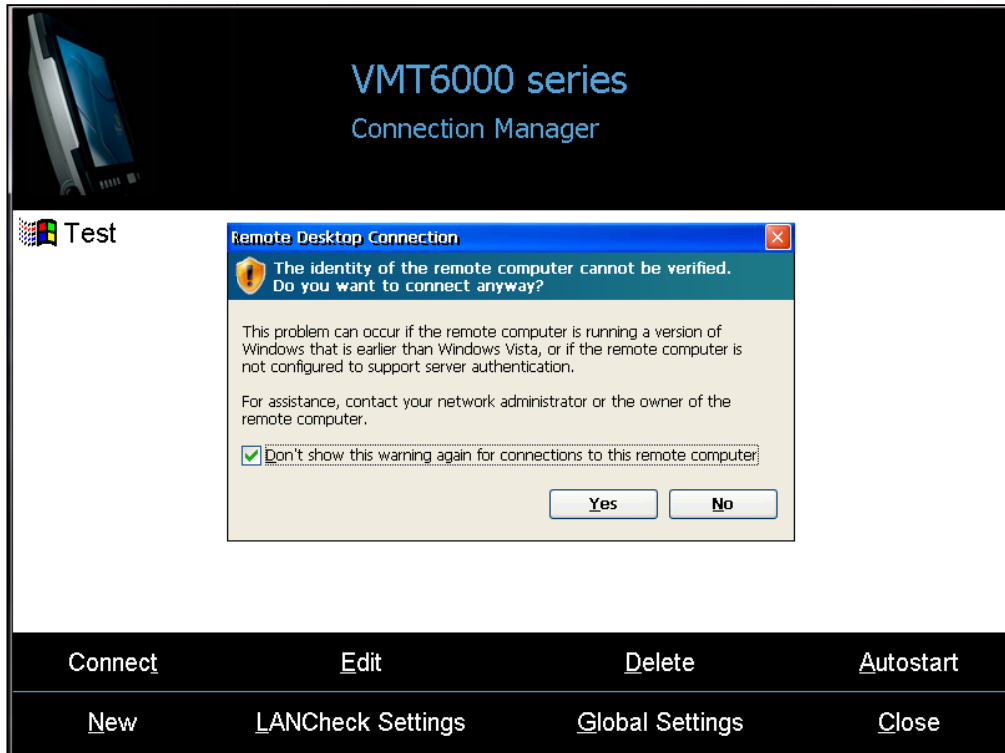 VMT6000 series
Connection Manager
Test
Remote Desktop Connection
The identity of the remote computer cannot be verified.
Do you want to connect anyway?
This problem can occur if the remote computer is running a version of
Windows that is earlier than Windows Vista, or if the remote computer is
not configured to support server authentication.
For assistance, contact your network administrator or the owner of the
remote computer.
Don't show this warning again for connections to this remote computer
Yes No
Connect Edit Delete Autostart
New LANCheck Settings Global Settings Close